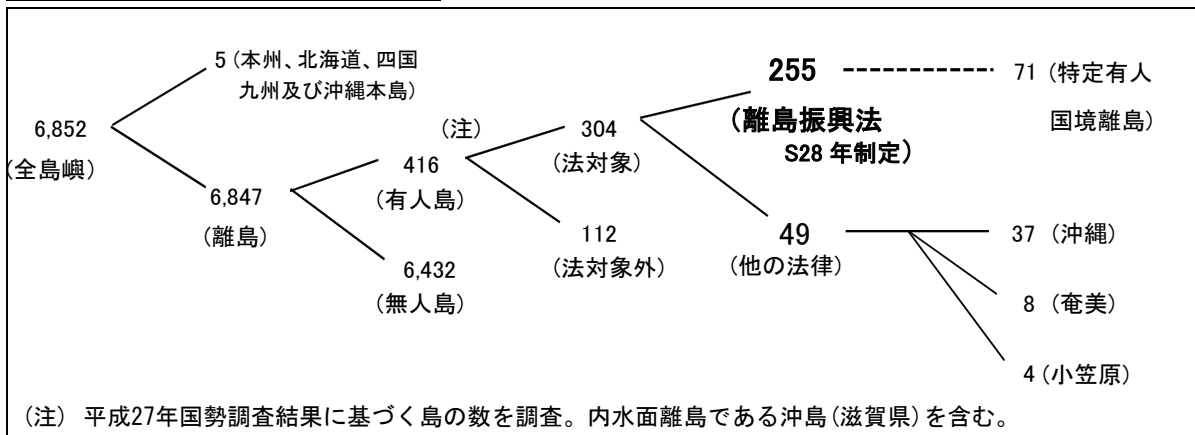 5（本州、北海道、四国
九州及び沖縄本島）
6,852
（全島嶼）
6,847
（離島）
（注）
416
（有人島）
6,432
（無人島）
304
（法対象）
112
（法対象外）
255
（離島振興法
S28 年制定）
71（特定有人
国境離島）
49
（他の法律）
37（沖縄）
8（奄美）
4（小笠原）
（注） 平成27年国勢調査結果に基づく島の数を調査。内水面離島である沖島（滋賀県）を含む。